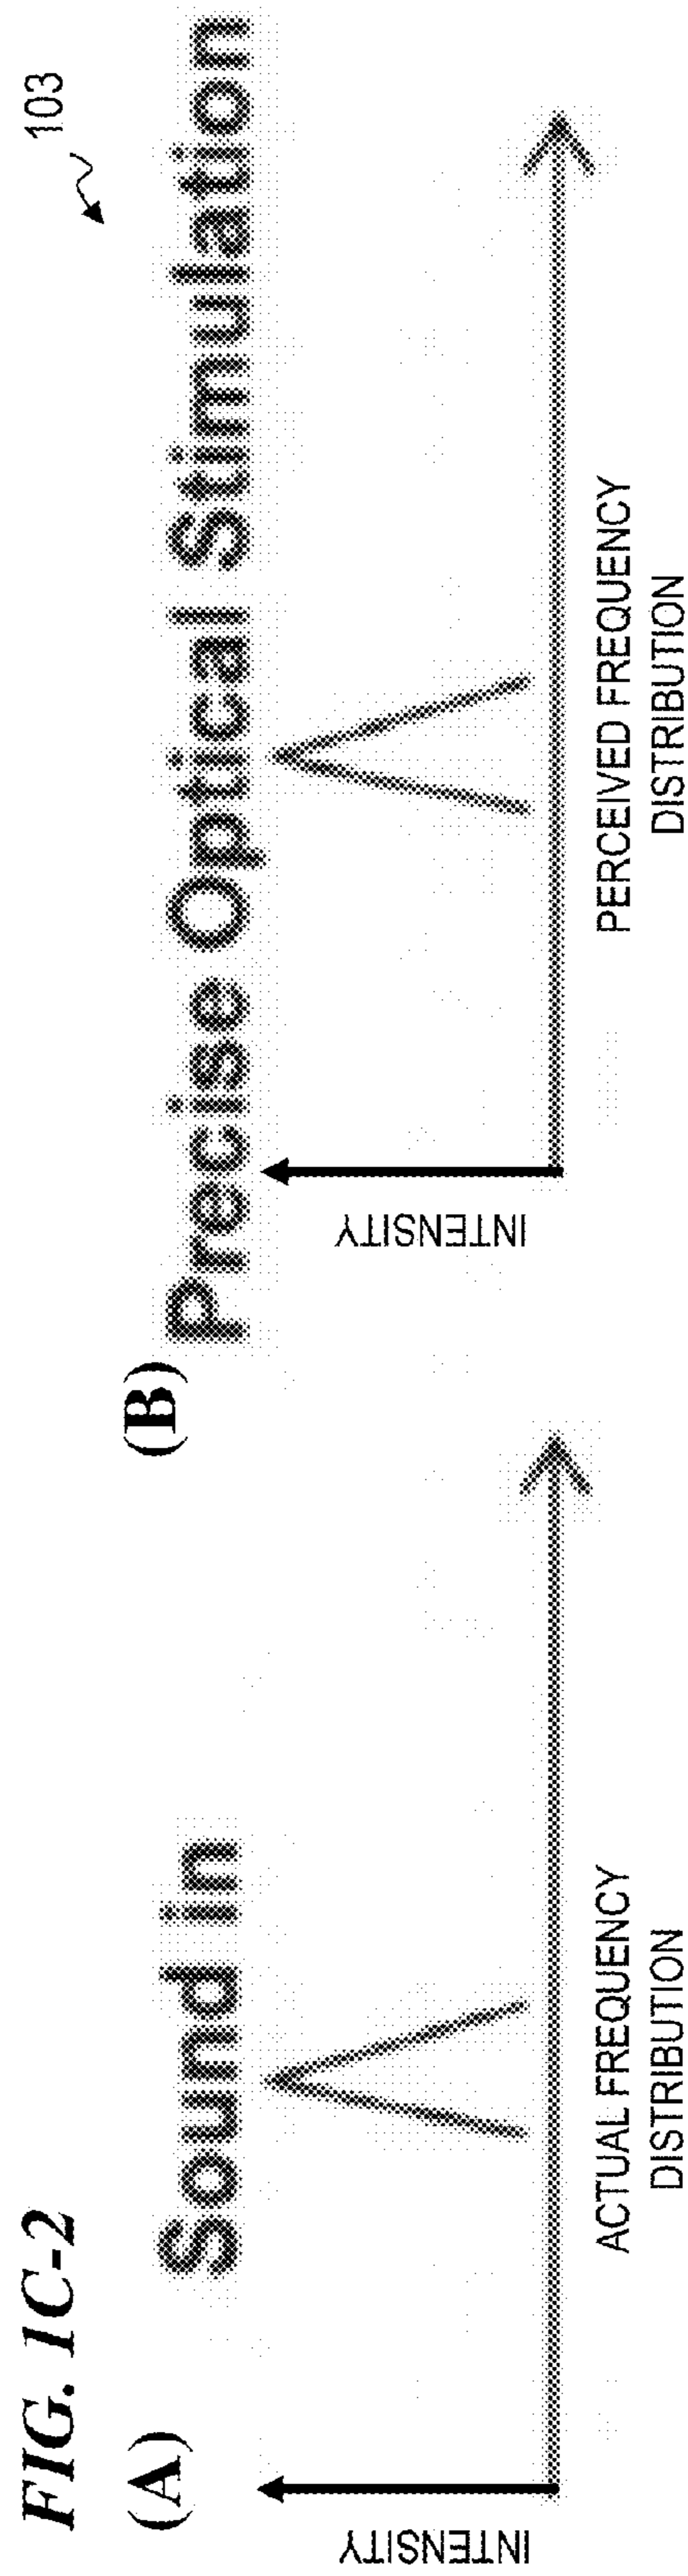 FIG. 1C-2
103
(A)
Sound in
INTENSITY
ACTUAL FREQUENCY
DISTRIBUTION
(B)
Precise Optical Stimulation
INTENSITY
PERCEIVED FREQUENCY
DISTRIBUTION